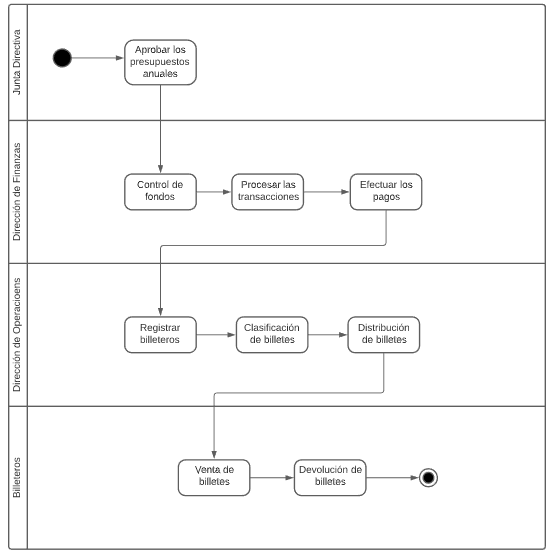 Junta Directiva
Aprobar los
presupuestos
anuales
Dirección de Finanzas
Control de
fondos
Procesar las
transacciones
Efectuar los
pagos
Dirección de Operacioens
Registrar
billeteros
Clasificación
de billetes
Distribución
de billetes
Billeteros
Venta de
billetes
Devolución de
billetes